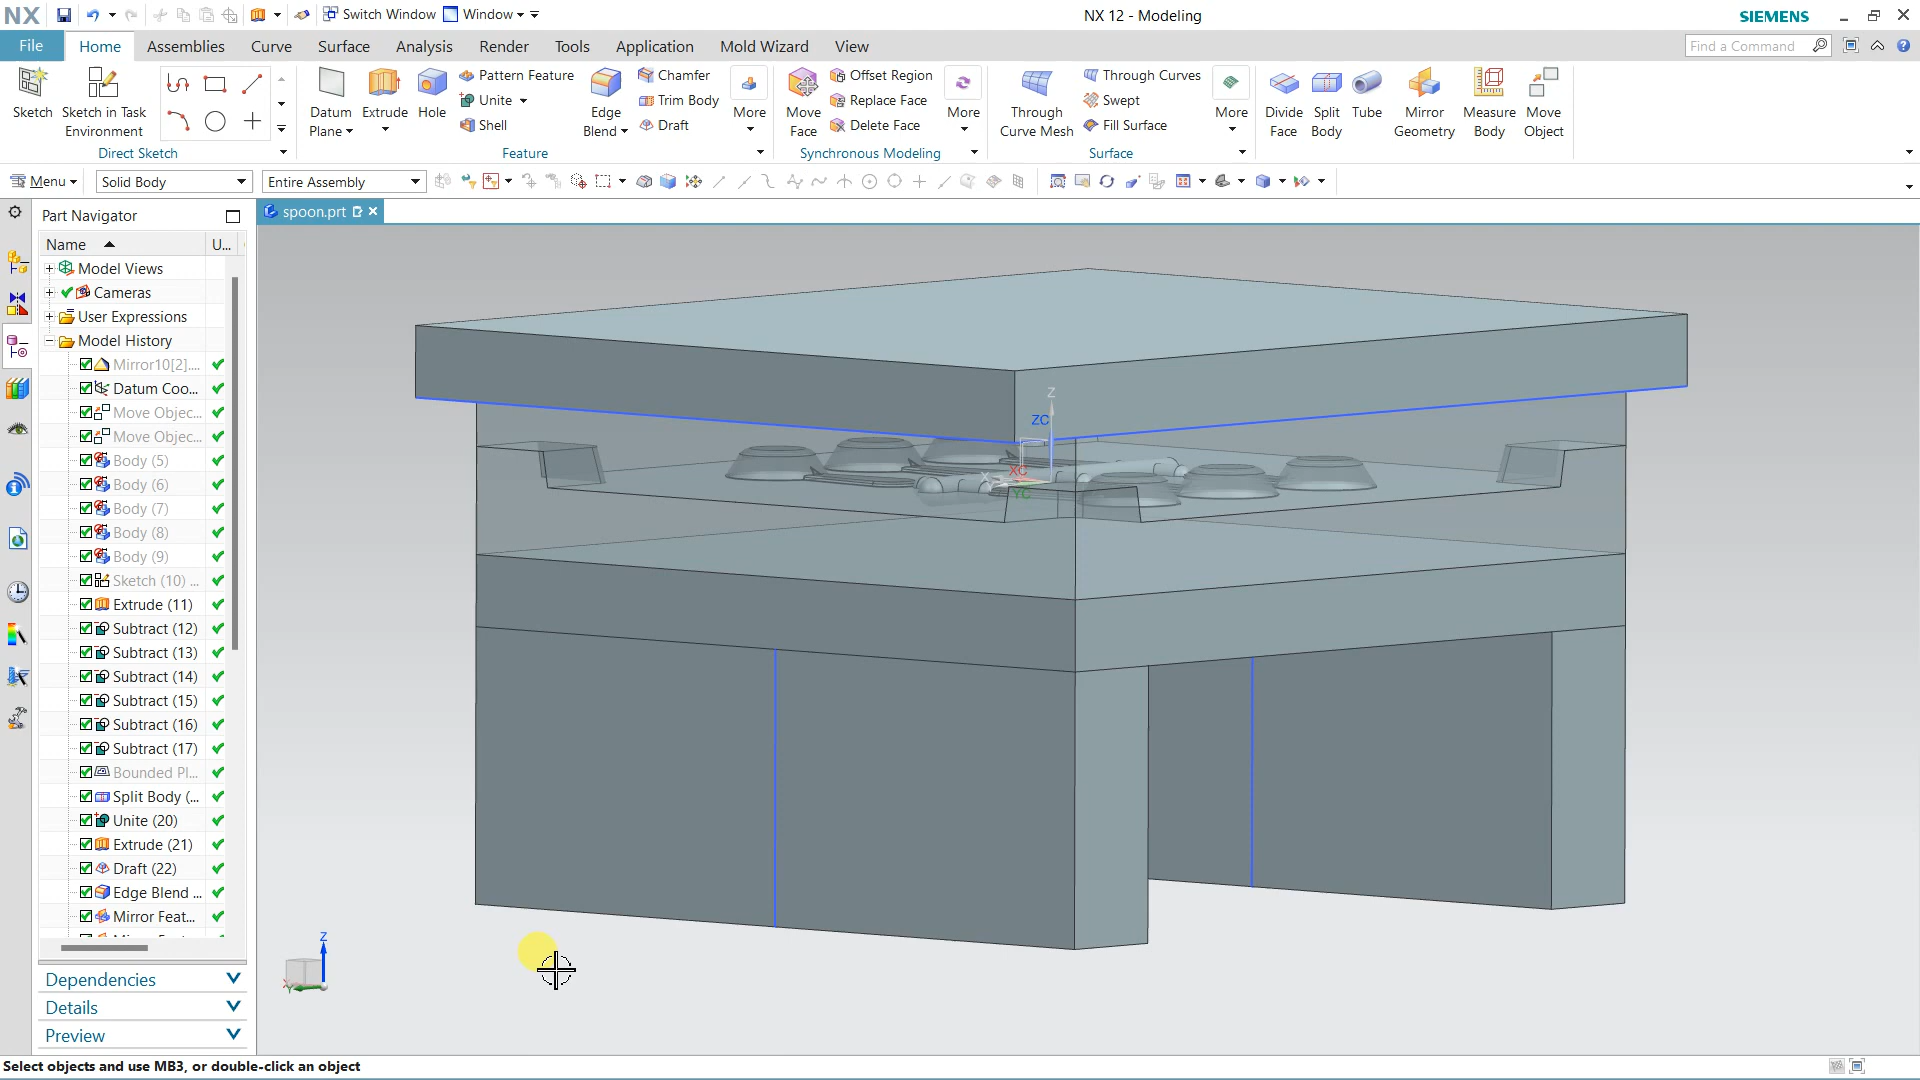 NX
Switch Window
Window
NX 12 - Modeling
SIEMENS
File
Home
Assemblies
Curve
Surface
Analysis
Render
Tools
Application
Mold Wizard
View
Find a Command
Sketch
Sketch in Task
Environment
Direct Sketch
Datum
Plane
Extrude
Hole
Pattern Feature
Unite
Shell
Edge
Blend
Chamfer
Trim Body
Draft
More
Feature
Move
Face
Offset Region
Replace Face
Delete Face
More
Synchronous Modeling
Through
Curve Mesh
Through Curves
Swept
Fill Surface
More
Surface
Divide
Face
Split
Body
Tube
Mirror
Geometry
Measure
Body
Move
Object
Menu
Solid Body
Entire Assembly
Part Navigator
spoon.prt
Name
U...
Model Views
Cameras
User Expressions
Model History
Mirror10[2]....
Datum Coo...
Move Objec...
Move Objec...
Body (5)
Body (6)
Body (7)
Body (8)
Body (9)
Sketch (10) ...
Extrude (11)
Subtract (12)
Subtract (13)
Subtract (14)
Subtract (15)
Subtract (16)
Subtract (17)
Bounded Pl...
Split Body (...
Unite (20)
Extrude (21)
Draft (22)
Edge Blend ...
Mirror Feat...
Dependencies
Details
Preview
Z
ZC
XC
YC
X
Z
Y
Select objects and use MB3, or double-click an object